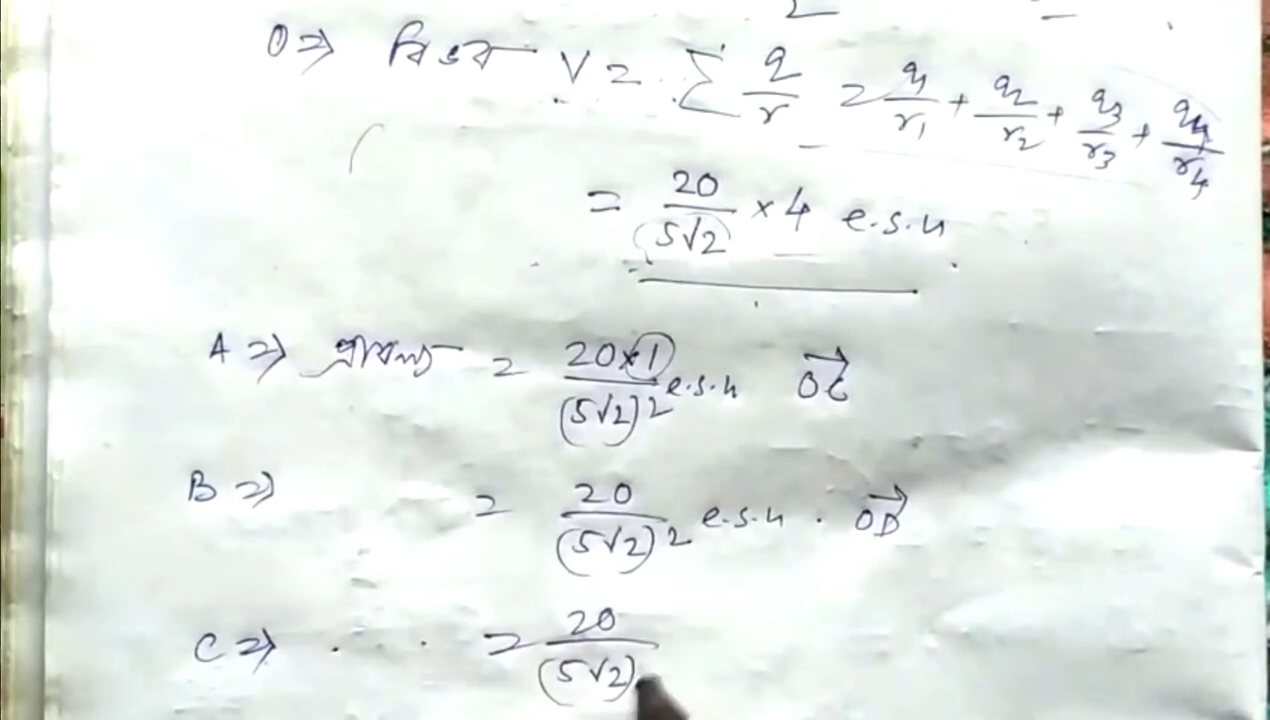 O ⇒ বিভব V = Σ q/r = q₁/r₁ + q₂/r₂ + q₃/r₃ + q₄/r₄
= 20/5√2 × 4 e.s.u
A ⇒ প্রাবল্য = 20×1/(5√2)² e.s.u OC→
B ⇒ = 20/(5√2)² e.s.u . OD→
C ⇒ . . = 20/(5√2)